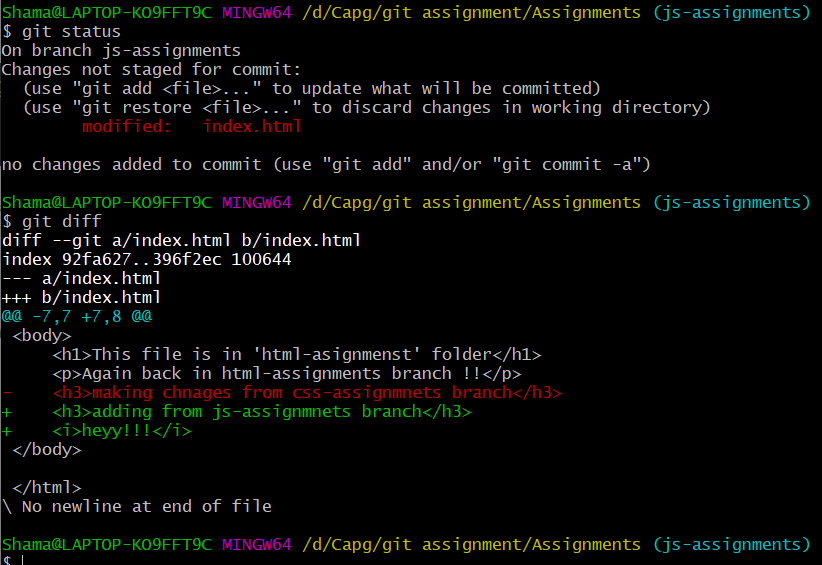 Shama@LAPTOP-KO9FFT9C MINGW64 /d/Capg/git assignment/Assignments (js-assignments)
$ git status
On branch js-assignments
Changes not staged for commit:
  (use "git add <file>..." to update what will be committed)
  (use "git restore <file>..." to discard changes in working directory)
        modified:   index.html

no changes added to commit (use "git add" and/or "git commit -a")

Shama@LAPTOP-KO9FFT9C MINGW64 /d/Capg/git assignment/Assignments (js-assignments)
$ git diff
diff --git a/index.html b/index.html
index 92fa627..396f2ec 100644
--- a/index.html
+++ b/index.html
@@ -7,7 +7,8 @@
 <body>
     <h1>This file is in 'html-asignmenst' folder</h1>
     <p>Again back in html-assignments branch !!</p>
-    <h3>making chnages from css-assignmnets branch</h3>
+    <h3>adding from js-assignmnets branch</h3>
+    <i>heyy!!!</i>
 </body>

 </html>
\ No newline at end of file

Shama@LAPTOP-KO9FFT9C MINGW64 /d/Capg/git assignment/Assignments (js-assignments)
$